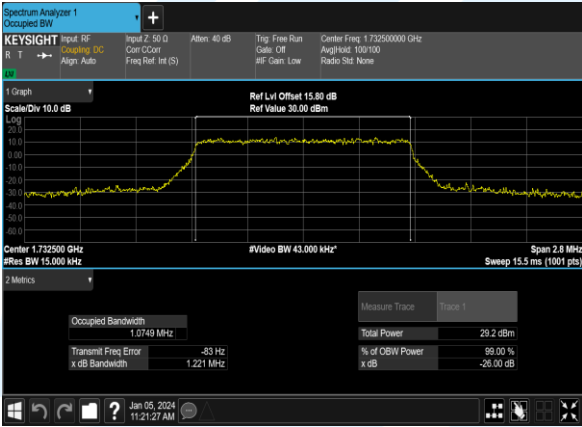 Spectrum Analyzer 1
Occupied BW
+
KEYSIGHT
R T
LV
Input: RF
Coupling: DC
Align: Auto
Input Z: 50 Ω
Corr CCorr
Freq Ref: Int (S)
Atten: 40 dB
Trig: Free Run
Gate: Off
#IF Gain: Low
Center Freq: 1.732500000 GHz
Avg|Hold: 100/100
Radio Std: None
1 Graph
Scale/Div 10.0 dB
Ref Lvl Offset 15.80 dB
Ref Value 30.00 dBm
Log
20.0
10.0
0.00
-10.0
-20.0
-30.0
-40.0
-50.0
-60.0
Center 1.732500 GHz
#Res BW 15.000 kHz
#Video BW 43.000 kHz*
Span 2.8 MHz
Sweep 15.5 ms (1001 pts)
2 Metrics
Measure Trace Trace 1
Occupied Bandwidth
1.0749 MHz
Total Power 29.2 dBm
Transmit Freq Error -83 Hz
x dB Bandwidth 1.221 MHz
% of OBW Power 99.00 %
x dB -26.00 dB
?
Jan 05, 2024
11:21:27 AM